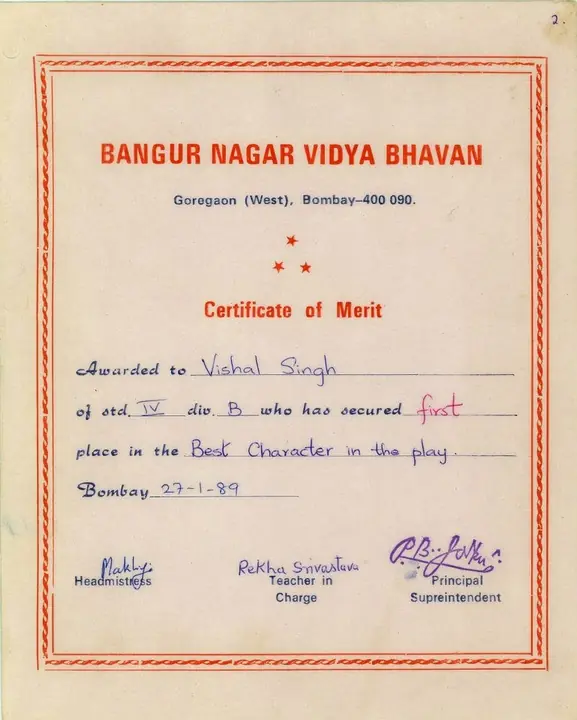 2.
BANGUR NAGAR VIDYA BHAVAN
Goregaon (West), Bombay-400 090.
Certificate of Merit
Awarded to Vishal Singh
of std. IV div. B who has secured first
place in the Best Character in the play.
Bombay 27-1-89
Rekha Srivastava
Headmistress Teacher in Charge Principal Supreintendent